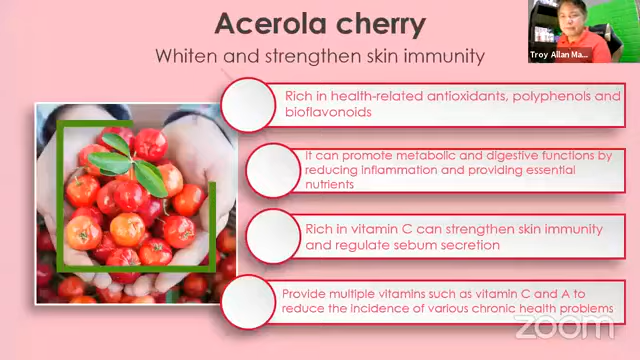 Acerola cherry
Whiten and strengthen skin immunity
Troy Allan Ma...
Rich in health-related antioxidants, polyphenols and
bioflavonoids
It can promote metabolic and digestive functions by
reducing inflammation and providing essential
nutrients
Rich in vitamin C can strengthen skin immunity
and regulate sebum secretion
Provide multiple vitamins such as vitamin C and A to
reduce the incidence of various chronic health problems
zoom